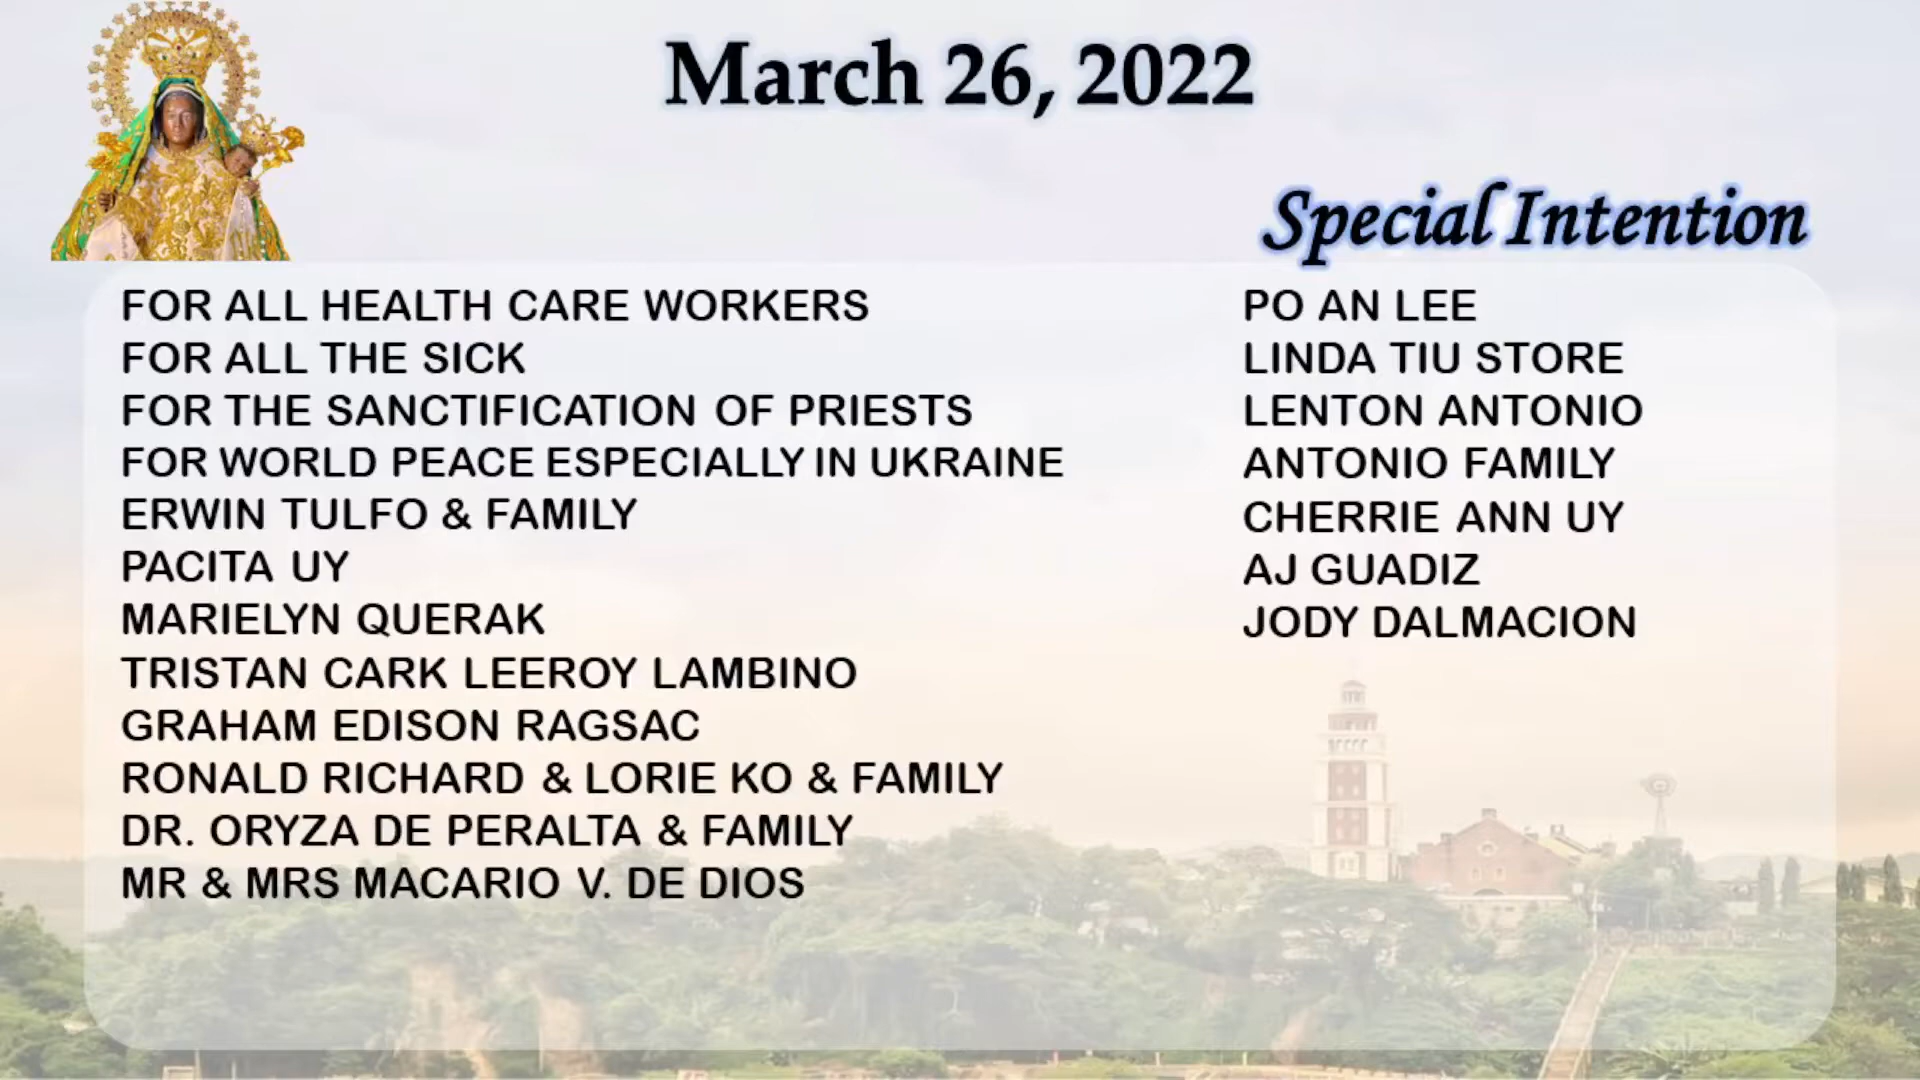 March 26, 2022
Special Intention
FOR ALL HEALTH CARE WORKERS
FOR ALL THE SICK
FOR THE SANCTIFICATION OF PRIESTS
FOR WORLD PEACE ESPECIALLY IN UKRAINE
ERWIN TULFO & FAMILY
PACITA UY
MARIELYN QUERAK
TRISTAN CARK LEEROY LAMBINO
GRAHAM EDISON RAGSAC
RONALD RICHARD & LORIE KO & FAMILY
DR. ORYZA DE PERALTA & FAMILY
MR & MRS MACARIO V. DE DIOS
PO AN LEE
LINDA TIU STORE
LENTON ANTONIO
ANTONIO FAMILY
CHERRIE ANN UY
AJ GUADIZ
JODY DALMACION